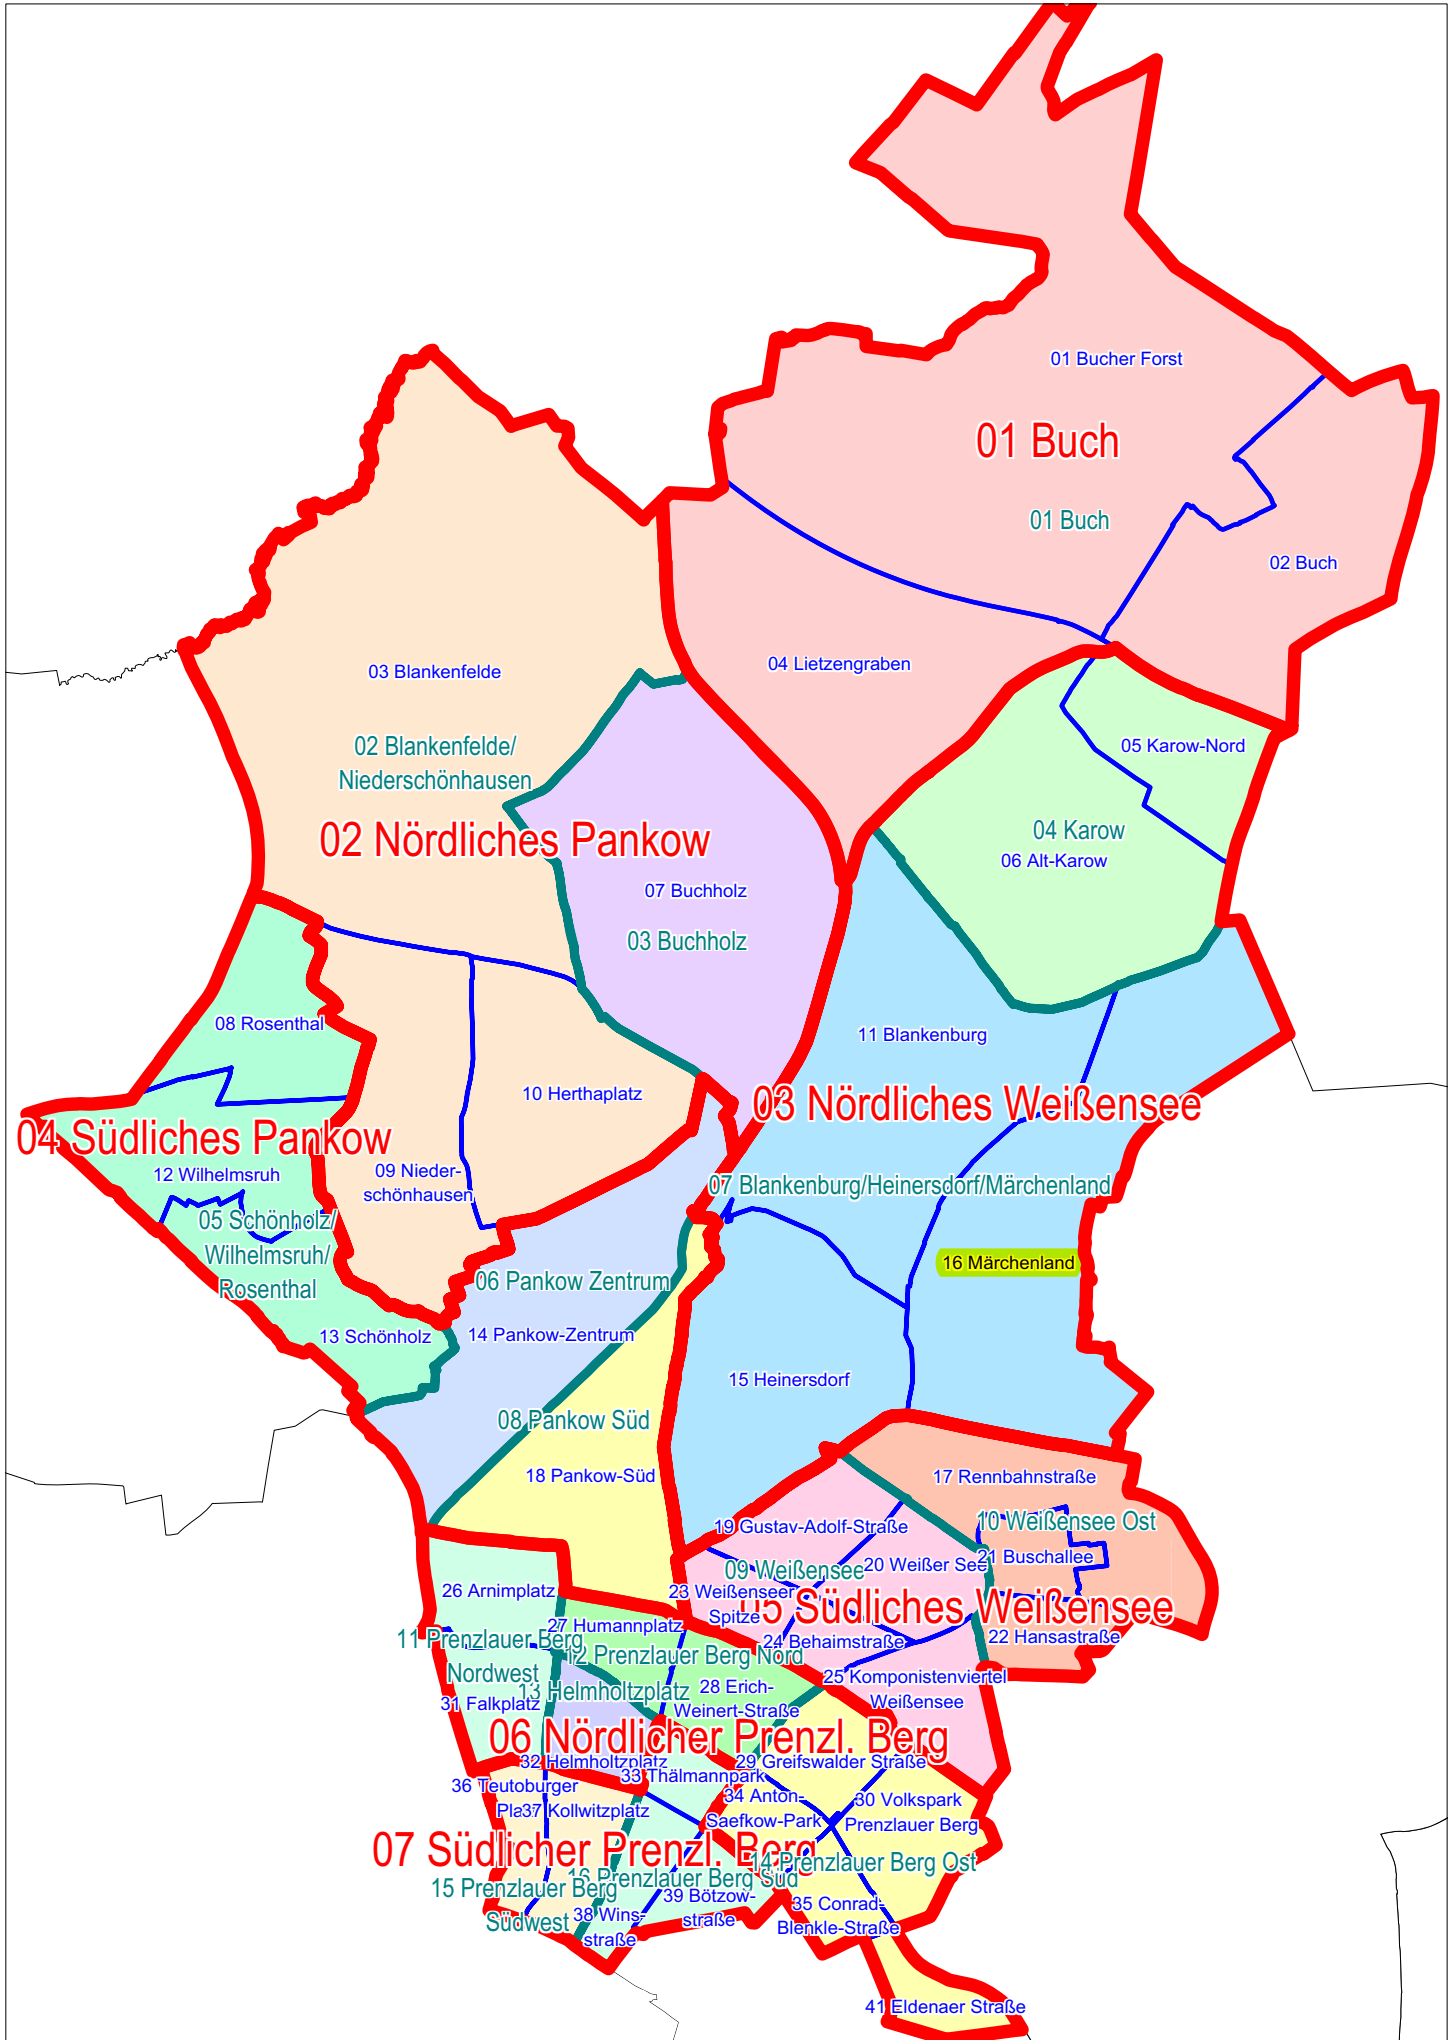 01 Bucher Forst
01 Buch
01 Buch
02 Buch
04 Lietzengraben
03 Blankenfelde
02 Blankenfelde/
Niederschönhausen
02 Nördliches Pankow
05 Karow-Nord
04 Karow
06 Alt-Karow
07 Buchholz
03 Buchholz
08 Rosenthal
11 Blankenburg
10 Herthaplatz
03 Nördliches Weißensee
04 Südliches Pankow
12 Wilhelmsruh
09 Nieder-
schönhausen
07 Blankenburg/Heinersdorf/Märchenland
05 Schönholz/
Wilhelmsruh/
Rosenthal
16 Märchenland
06 Pankow Zentrum
13 Schönholz
14 Pankow-Zentrum
15 Heinersdorf
08 Pankow Süd
18 Pankow-Süd
17 Rennbahnstraße
19 Gustav-Adolf-Straße
10 Weißensee Ost
20 Weißer See
21 Buschallee
09 Weißensee
26 Arnimplatz
23 Weißenseer
Spitze
05 Südliches Weißensee
27 Humannplatz
24 Behaimstraße
22 Hansastraße
11 Prenzlauer Berg
Nordwest
12 Prenzlauer Berg Nord
13 Helmholtzplatz
25 Komponistenviertel
Weißensee
31 Falkplatz
28 Erich-
Weinert-Straße
06 Nördlicher Prenzl. Berg
32 Helmholtzplatz
29 Greifswalder Straße
33 Thälmannpark
36 Teutoburger
Platz
37 Kollwitzplatz
34 Anton-
Saefkow-Park
30 Volkspark
Prenzlauer Berg
07 Südlicher Prenzl. Berg
14 Prenzlauer Berg Ost
16 Prenzlauer Berg Süd
15 Prenzlauer Berg
Südwest
39 Bötzow-
straße
38 Wins-
straße
35 Conrad-
Blenkle-Straße
41 Eldenaer Straße